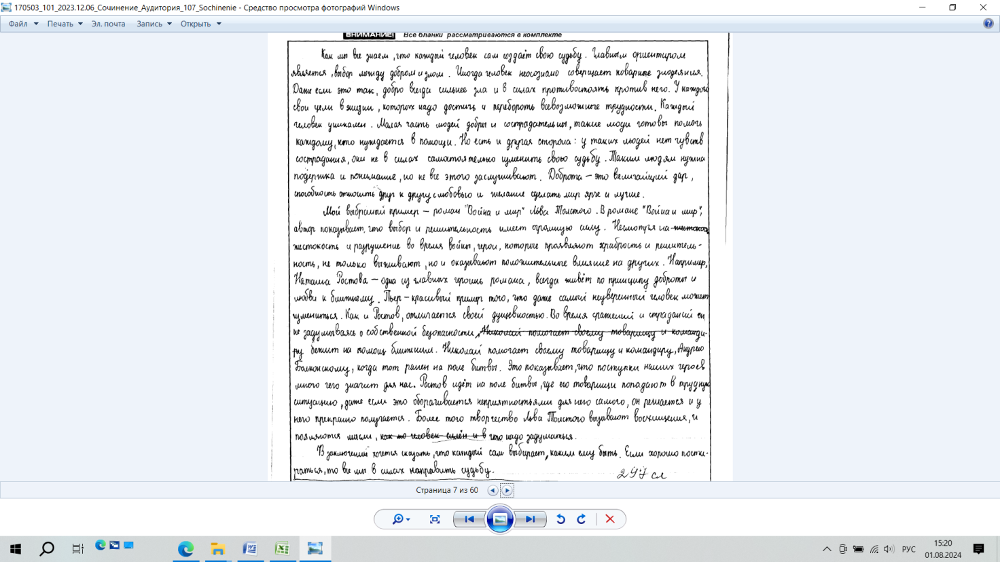 170503_101_2023.12.06_Сочинение_Аудитория_107_Sochinenie - Средство просмотра фотографий Windows
Файл Печать Эл. почта Запись Открыть
ВНИМАНИЕ! Все бланки рассматриваются в комплекте
Как мы все знаем, что каждый человек сам создаёт свою судьбу. Главным ориентиром
является, выбор между добром и злом. Иногда человек неосознано совершает коварные злодеяния.
Даже если это так, добро всегда сильнее зла и в силах противостоять против него. У каждого
свои цели в жизни, которых надо достичь и перебороть всевозможные трудности. Каждый
человек уникален. Малая часть людей добры и сострадательны, такие люди готовы помочь
каждому, кто нуждается в помощи. Но есть и другая сторона: у таких людей нет чувств
сострадания, они не в силах самостоятельно изменить свою судьбу. Таким людям нужна
подержка и понимание, но не все этого заслуживают. Доброта – это величайший дар,
способность относить друг к другу с любовью и желание сделать мир ярче и лучше.
Мой выбраный пример – роман "Война и мир" Льва Толстого. В романе "Война и мир",
автор показывает, что выбор и решительность имеет огромную силу. Несмотря на
жестокость и разрушение во время войны, герои, которые проявляют храбрость и решитель-
ность, не только выживают, но и оказывают положительное влияние на других. Например,
Наташа Ростова – одна из главных героинь романа, всегда живёт по принципу доброты и
любви к ближнему. Пьер – красивый пример того, что даже самый неуверенный человек может
измениться. Как и Ростов, отличается своей душевностью. Во время сражений и страданий он
не задумываясь о собственной безопасности, Николай помогает своему товарищу и команди-
ру бежит на помощ ближним. Николай помогает своему товарищу и командиру, Андрею
Болконскому, когда тот ранен на поле битвы. Это показывает, что поступки наших героев
много чего значит для нас. Ростов идёт на поле битвы, где его товарищи попадают в трудную
ситуацию, даже если это оборагивается неприятностьями для него самого, он решается и у
него прекрасно получается. Более того творчество Льва Толстого вызывают восхищения, и
появляются мысли, как но человек силён и в что надо задуматься.
В заключений хочется сказать, что каждый сам выбирает, каким ему быть. Если хорошо поста-
раться, то все мы в силах направить судьбу.
297 сл
Страница 7 из 60
РУС
15:20
01.08.2024